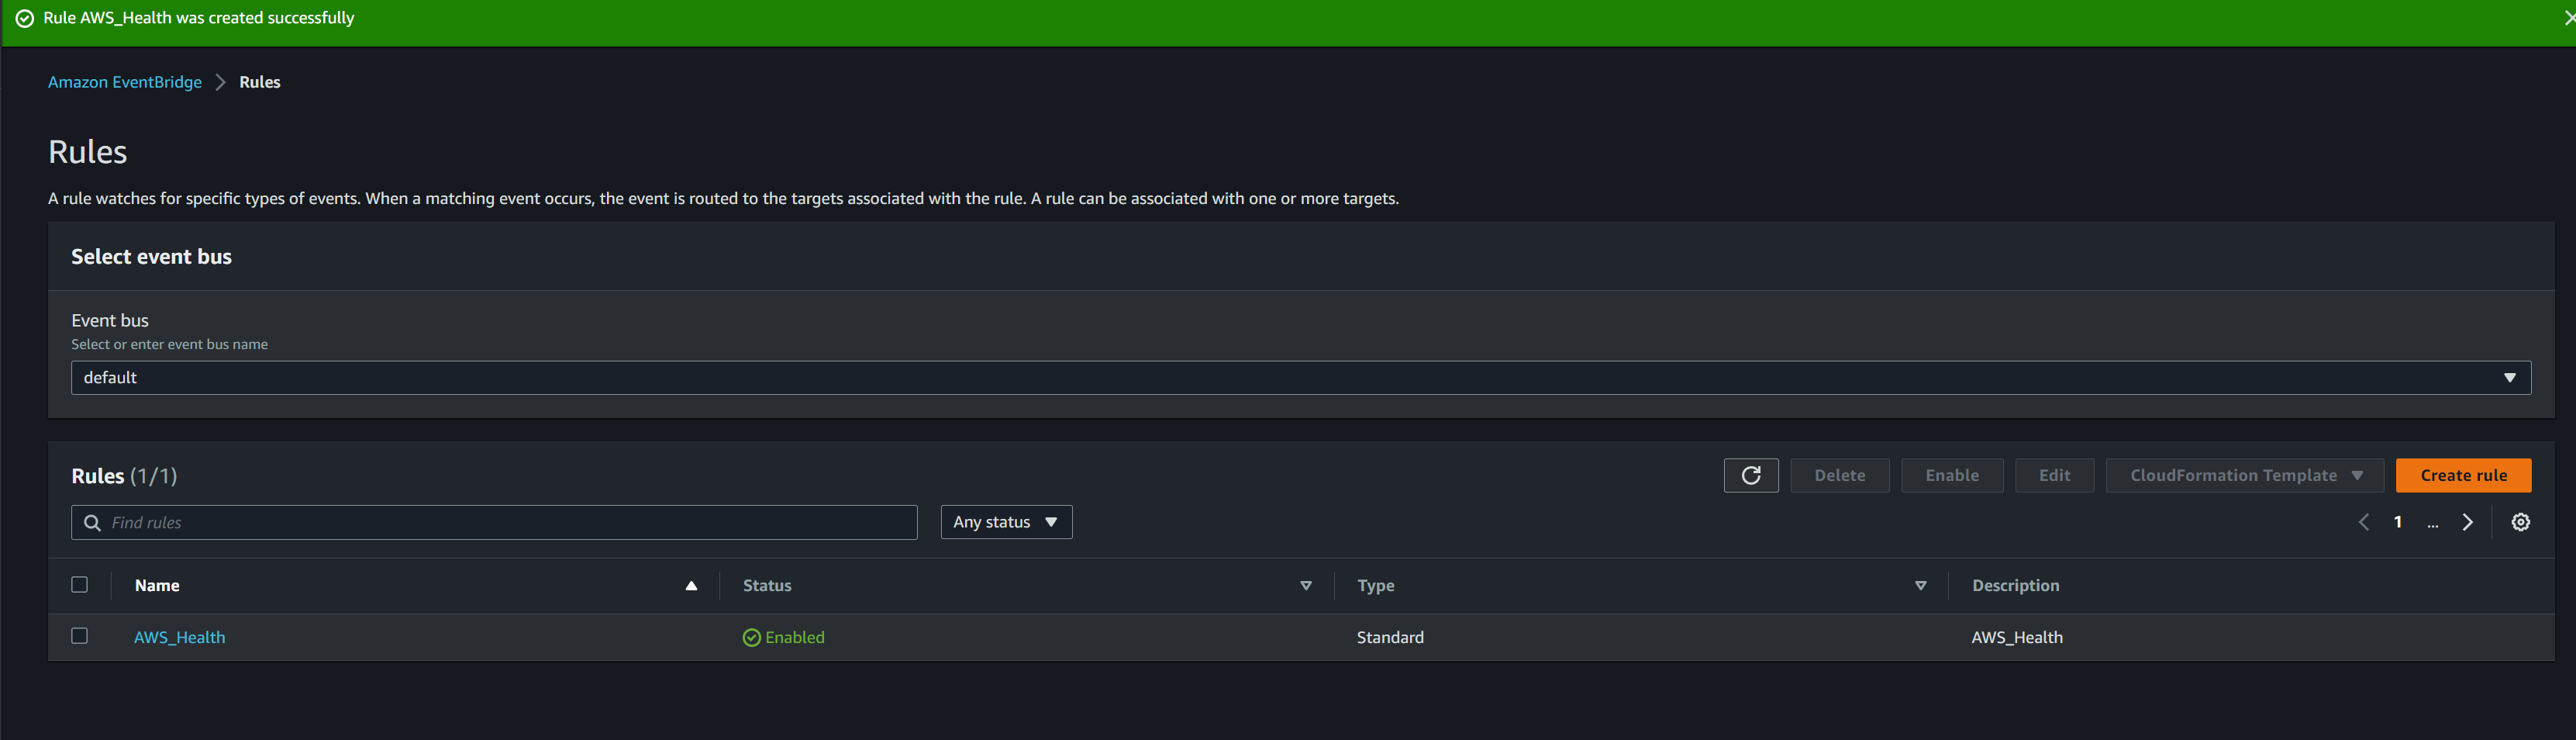 Rule AWS_Health was created successfully
Amazon EventBridge > Rules
Rules
A rule watches for specific types of events. When a matching event occurs, the event is routed to the targets associated with the rule. A rule can be associated with one or more targets.
Select event bus
Event bus
Select or enter event bus name
default
Rules (1/1) Delete Enable Edit CloudFormation Template Create rule
Find rules Any status 1 ...
Name Status Type Description
AWS_Health Enabled Standard AWS_Health